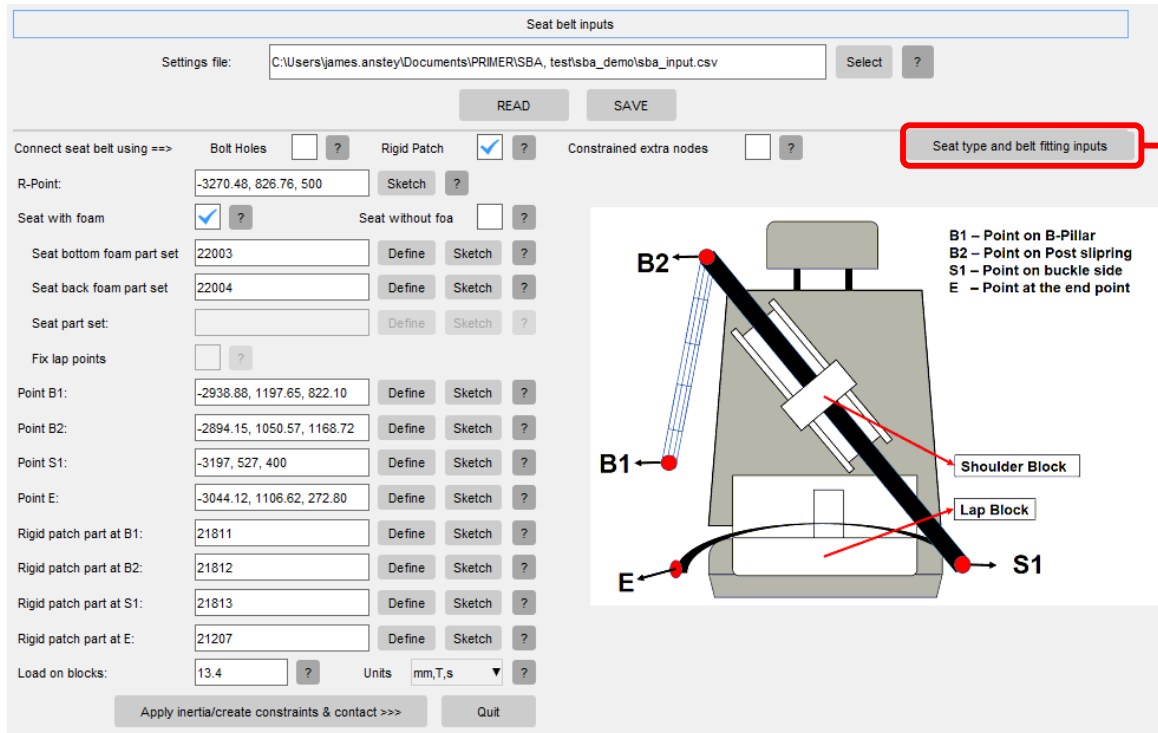 Seat belt inputs
Settings file: C:\Users\james.anstey\Documents\PRIMER\SBA, test\sba_demo\sba_input.csv Select ?
READ SAVE
Connect seat belt using ==> Bolt Holes ? Rigid Patch ? Constrained extra nodes ? Seat type and belt fitting inputs
R-Point: -3270.48, 826.76, 500 Sketch ?
Seat with foam ? Seat without foa ?
Seat bottom foam part set 22003 Define Sketch ?
Seat back foam part set 22004 Define Sketch ?
Seat part set: Define Sketch ?
Fix lap points ?
Point B1: -2938.88, 1197.65, 822.10 Define Sketch ?
Point B2: -2894.15, 1050.57, 1168.72 Define Sketch ?
Point S1: -3197, 527, 400 Define Sketch ?
Point E: -3044.12, 1106.62, 272.80 Define Sketch ?
Rigid patch part at B1: 21811 Define Sketch ?
Rigid patch part at B2: 21812 Define Sketch ?
Rigid patch part at S1: 21813 Define Sketch ?
Rigid patch part at E: 21207 Define Sketch ?
Load on blocks: 13.4 ? Units mm,T,s ▼ ?
Apply inertia/create constraints & contact >>> Quit
B1 – Point on B-Pillar
B2 – Point on Post slipring
S1 – Point on buckle side
E – Point at the end point
B2
B1
Shoulder Block
Lap Block
S1
E